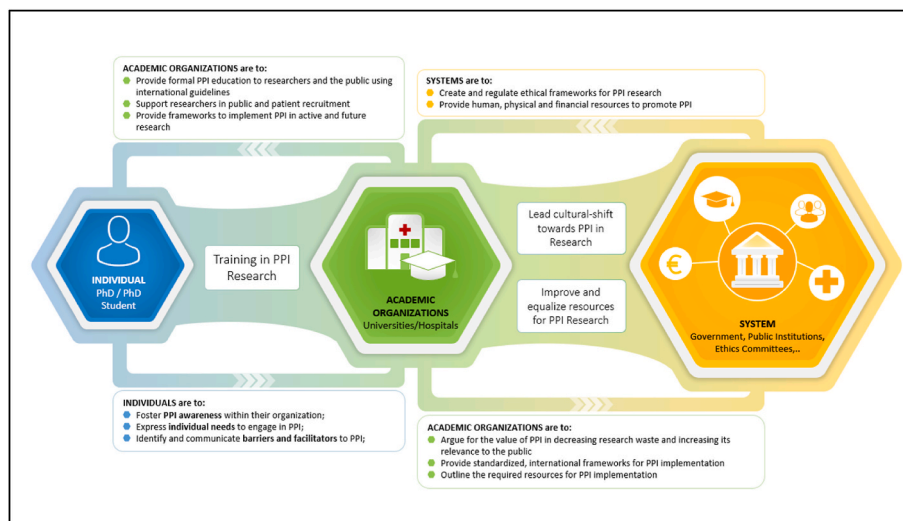 ACADEMIC ORGANIZATIONS are to:
Provide formal PPI education to researchers and the public using
international guidelines
Support researchers in public and patient recruitment
Provide frameworks to implement PPI in active and future
research
SYSTEMS are to:
Create and regulate ethical frameworks for PPI research
Provide human, physical and financial resources to promote PPI
INDIVIDUAL
PhD / PhD
Student
Training in PPI
Research
ACADEMIC
ORGANIZATIONS
Universities/Hospitals
Lead cultural-shift
towards PPI in
Research
Improve and
equalize resources
for PPI Research
€
SYSTEM
Government, Public Institutions,
Ethics Committees,..
INDIVIDUALS are to:
Foster PPI awareness within their organization;
Express individual needs to engage in PPI;
Identify and communicate barriers and facilitators to PPI;
ACADEMIC ORGANIZATIONS are to:
Argue for the value of PPI in decreasing research waste and increasing its
relevance to the public
Provide standardized, international frameworks for PPI implementation
Outline the required resources for PPI implementation